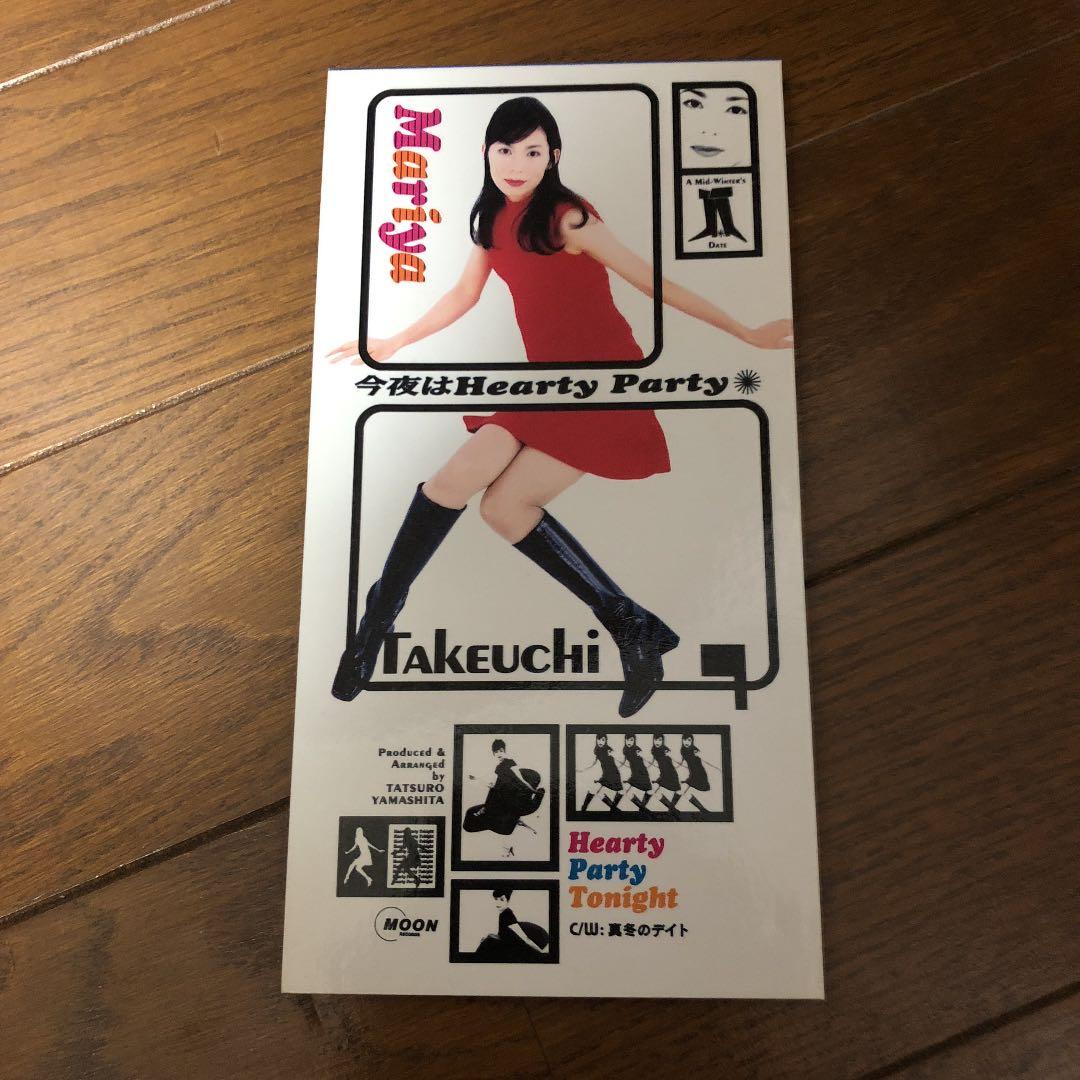 Mariya
A Mid-Winter's
Date
今夜はHearty Party
TAKEUCHI
Produced &
Arranged
by
TATSURO
YAMASHITA
Hearty
Party
Tonight
C/W: 真冬のデイト
MOON
RECORDS